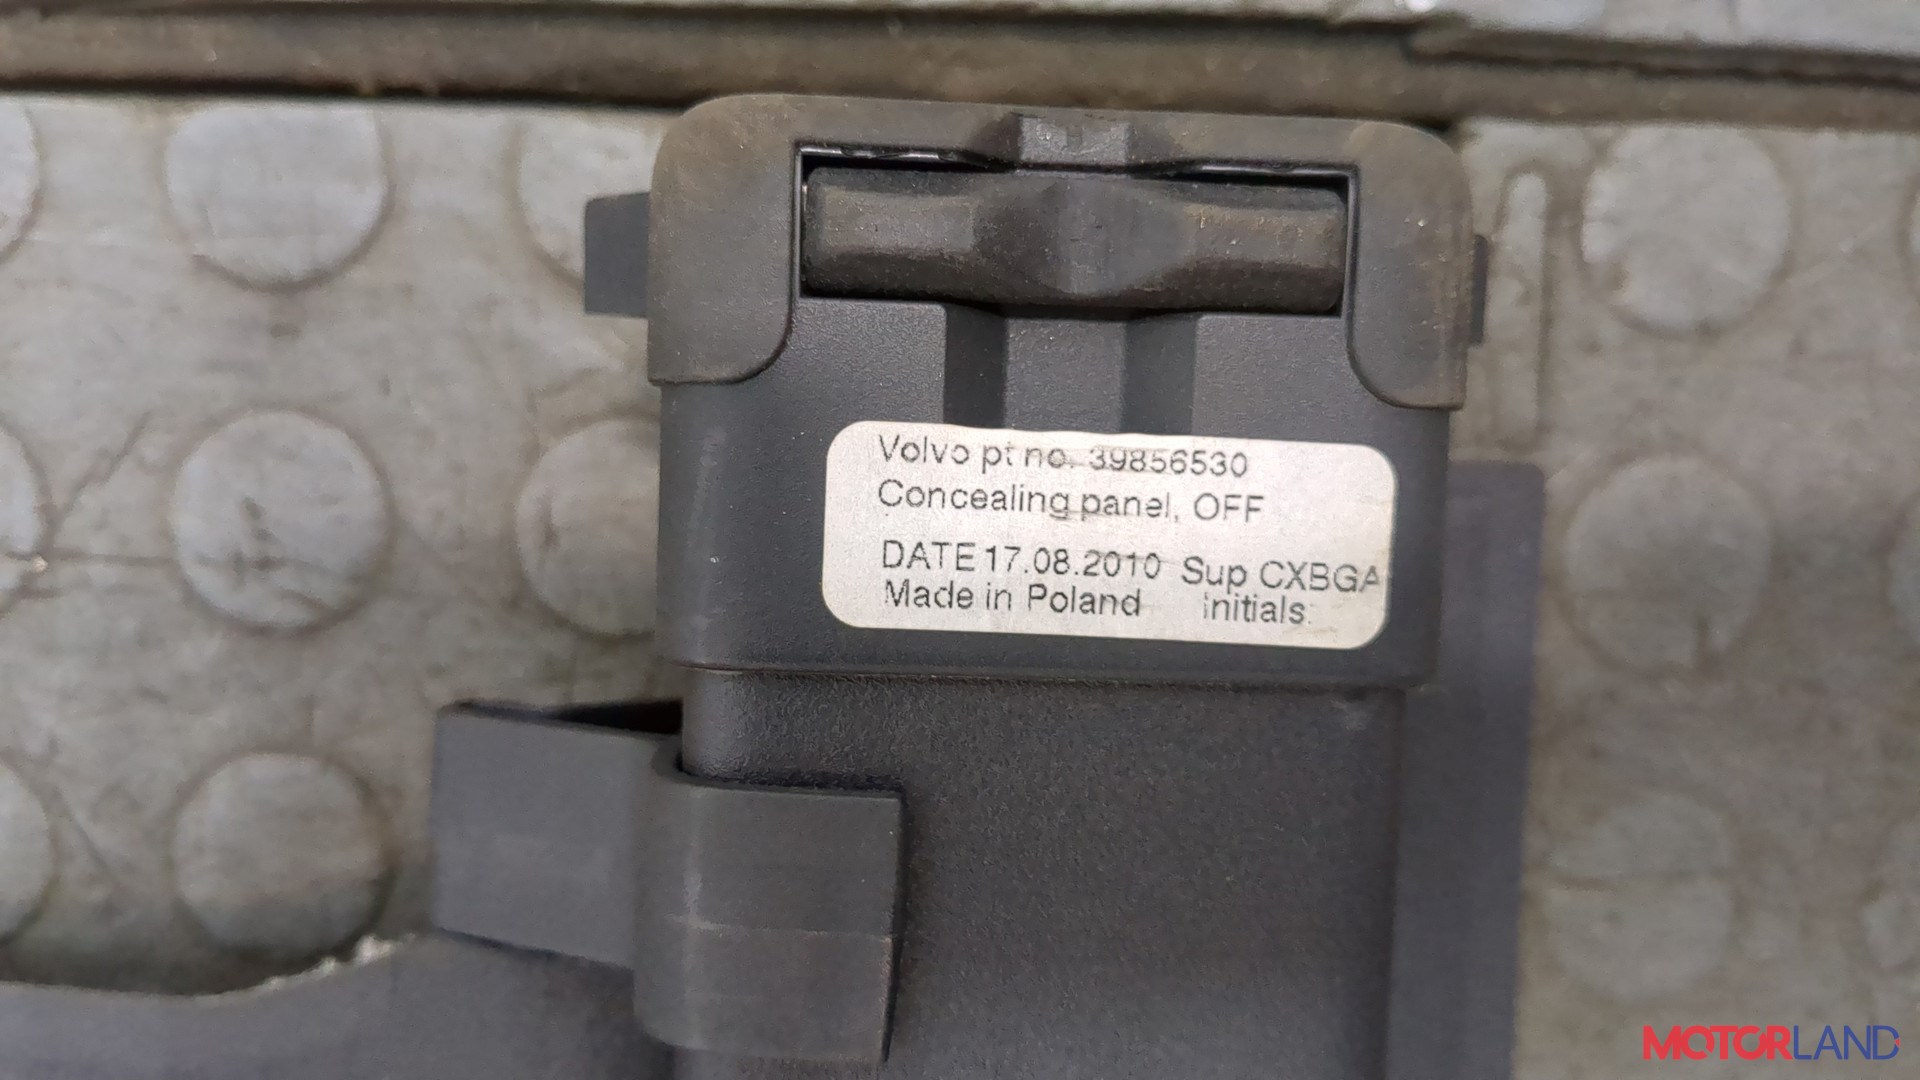 Volvo pt no. 39856530
Concealing panel, OFF
DATE 17.08.2010 Sup CXBGA
Made in Poland initials:
MOTORLAND